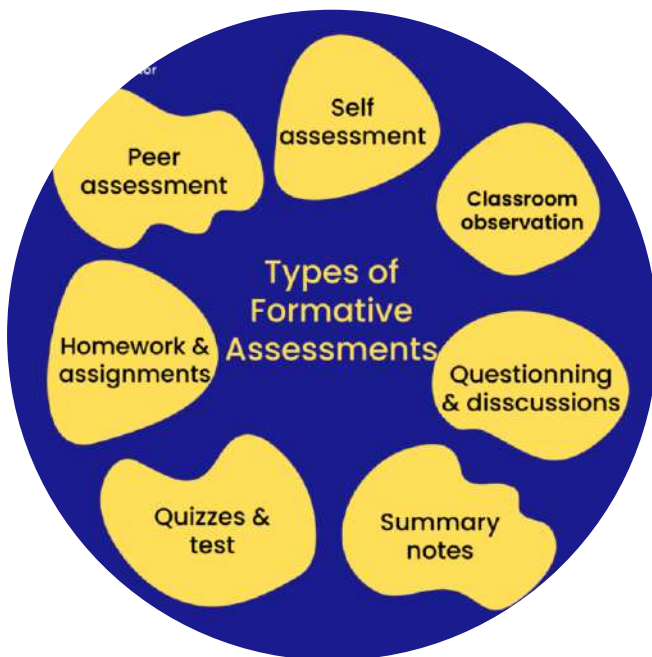 Self
assessment
Peer
assessment
Classroom
observation
Types of
Formative
Assessments
Homework &
assignments
Questionning
& disscussions
Quizzes &
test
Summary
notes